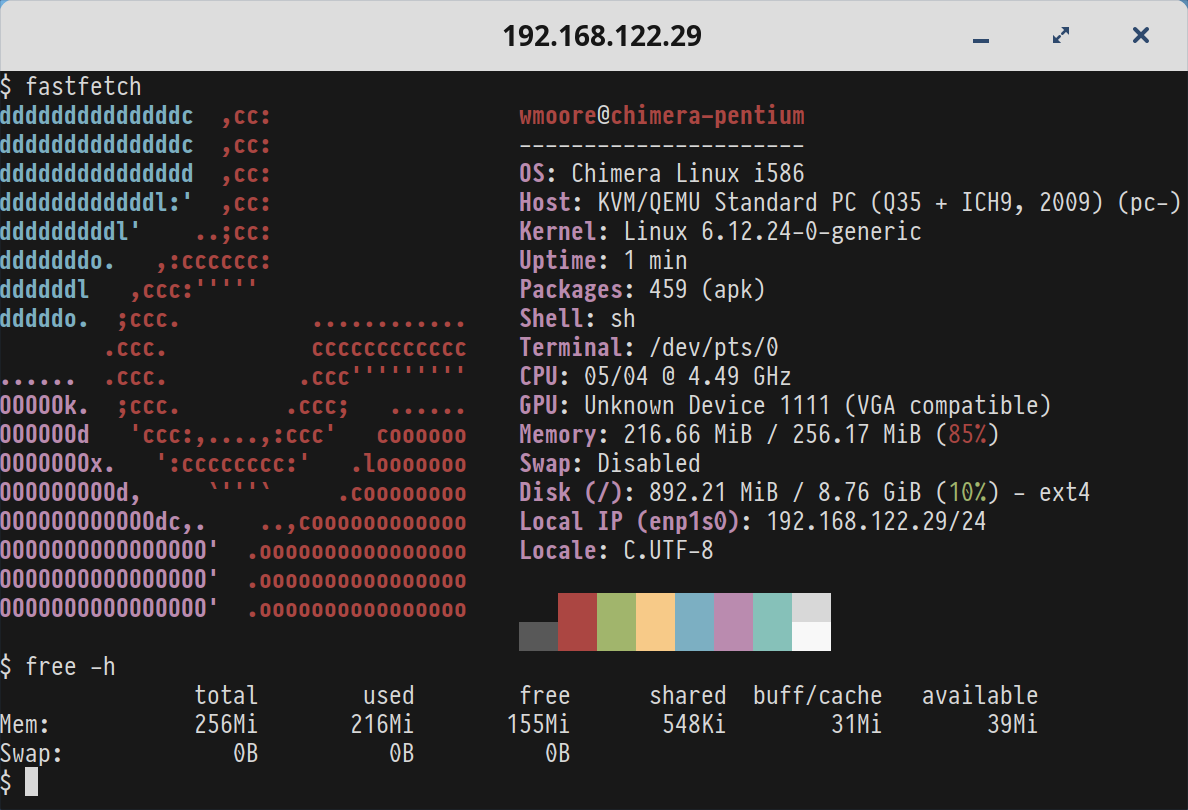 192.168.122.29
$ fastfetch
ddddddddddddddc  ,cc:                   wmoore@chimera-pentium
ddddddddddddddc  ,cc:                   ----------------------
ddddddddddddddd  ,cc:                   OS: Chimera Linux i586
dddddddddddddl:'  ,cc:                  Host: KVM/QEMU Standard PC (Q35 + ICH9, 2009) (pc-)
dddddddddl'    ..;cc:                   Kernel: Linux 6.12.24-0-generic
dddddddo.   ,:cccccc:                   Uptime: 1 min
ddddddl   ,ccc:'''''                    Packages: 459 (apk)
dddddo.  ;ccc.          ............    Shell: sh
        .ccc.           cccccccccccc    Terminal: /dev/pts/0
......  .ccc.          .ccc'''''''''    CPU: 05/04 @ 4.49 GHz
OOOOOk.  ;ccc.        .ccc;   ......    GPU: Unknown Device 1111 (VGA compatible)
OOOOOOd   'ccc:,....,:ccc'   coooooo    Memory: 216.66 MiB / 256.17 MiB (85%)
OOOOOOOx.   ':cccccccc:'   .looooooo    Swap: Disabled
OOOOOOOOOd,     `'''`     .coooooooo    Disk (/): 892.21 MiB / 8.76 GiB (10%) - ext4
OOOOOOOOOOOOdc,.    ..,coooooooooooo    Local IP (enp1s0): 192.168.122.29/24
OOOOOOOOOOOOOOOO'  .oooooooooooooooo    Locale: C.UTF-8
OOOOOOOOOOOOOOOO'  .oooooooooooooooo
OOOOOOOOOOOOOOOO'  .oooooooooooooooo
$ free -h
               total        used        free      shared  buff/cache   available
Mem:           256Mi       216Mi       155Mi       548Ki        31Mi        39Mi
Swap:             0B          0B          0B
$